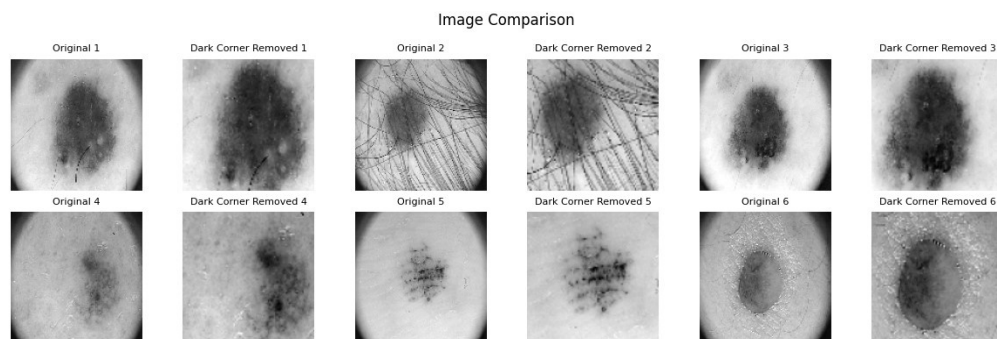 Image Comparison
Original 1 Dark Corner Removed 1 Original 2 Dark Corner Removed 2 Original 3 Dark Corner Removed 3
Original 4 Dark Corner Removed 4 Original 5 Dark Corner Removed 5 Original 6 Dark Corner Removed 6